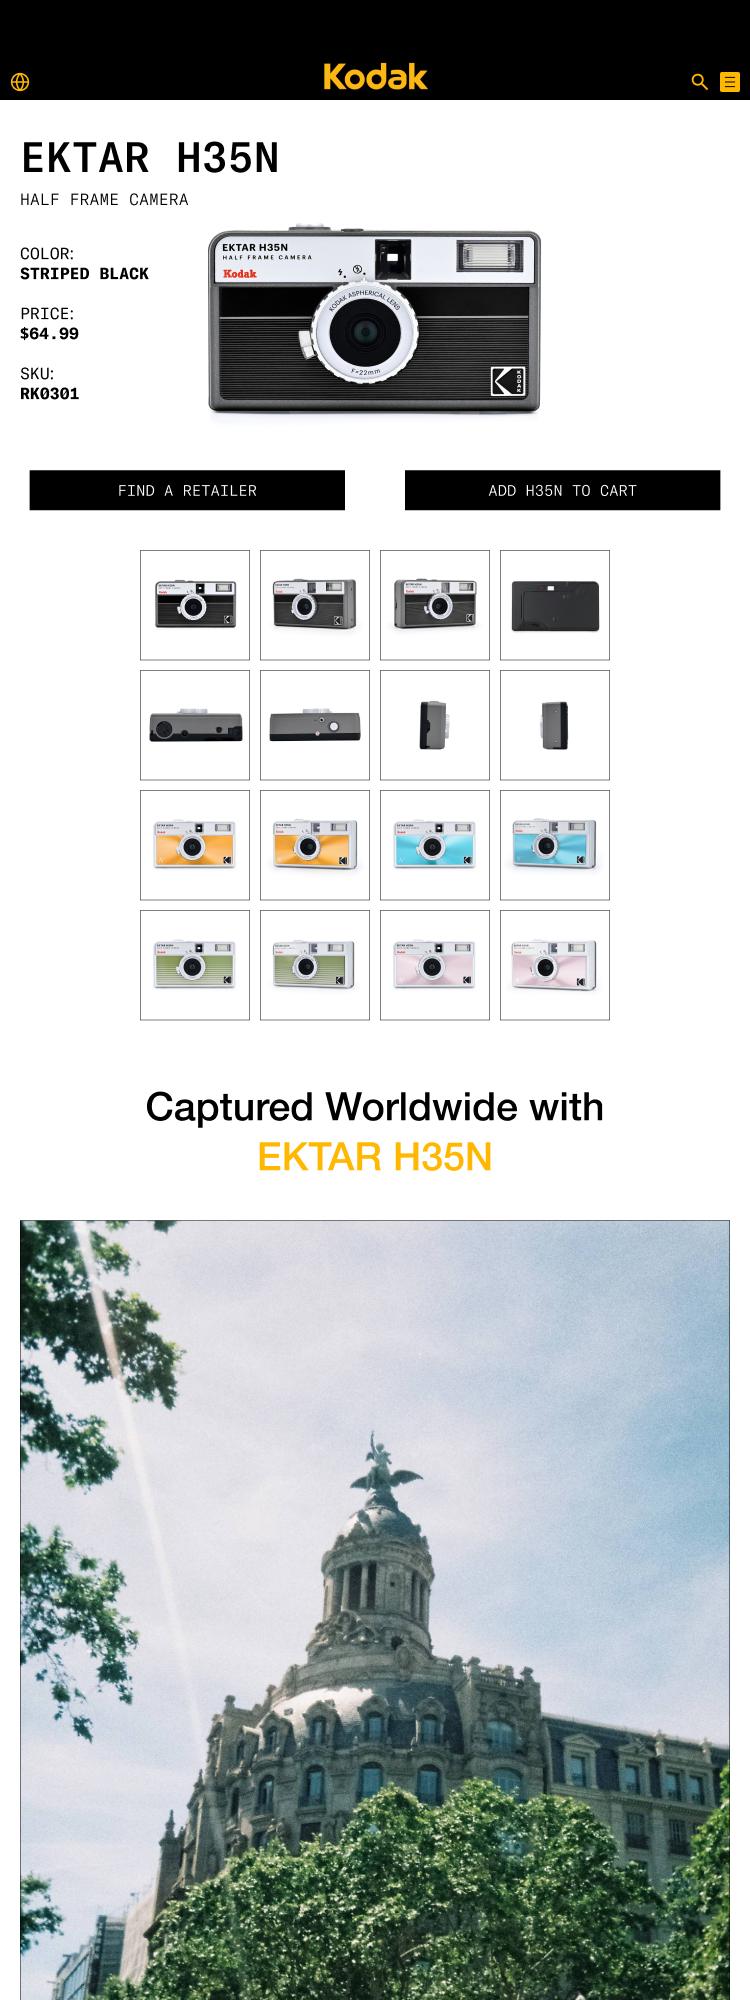 Kodak
EKTAR H35N
HALF FRAME CAMERA
COLOR:
STRIPED BLACK
PRICE:
$64.99
SKU:
RK0301
EKTAR H35N
HALF FRAME CAMERA
Kodak
KODAK ASPHERICAL LENS
F=22mm
KODAK
FIND A RETAILER
ADD H35N TO CART
Captured Worldwide with
EKTAR H35N